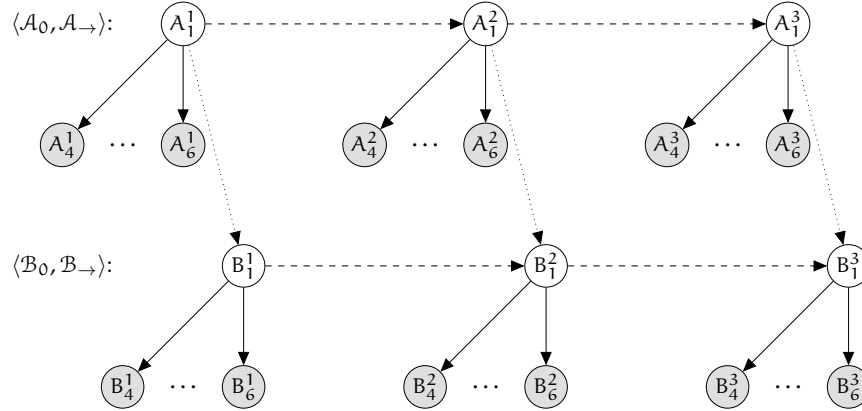 ⟨𝒜₀, 𝒜→⟩: A₁¹ A₁² A₁³
A₄¹ ⋯ A₆¹ A₄² ⋯ A₆² A₄³ ⋯ A₆³
⟨ℬ₀, ℬ→⟩: B₁¹ B₁² B₁³
B₄¹ ⋯ B₆¹ B₄² ⋯ B₆² B₄³ ⋯ B₆³